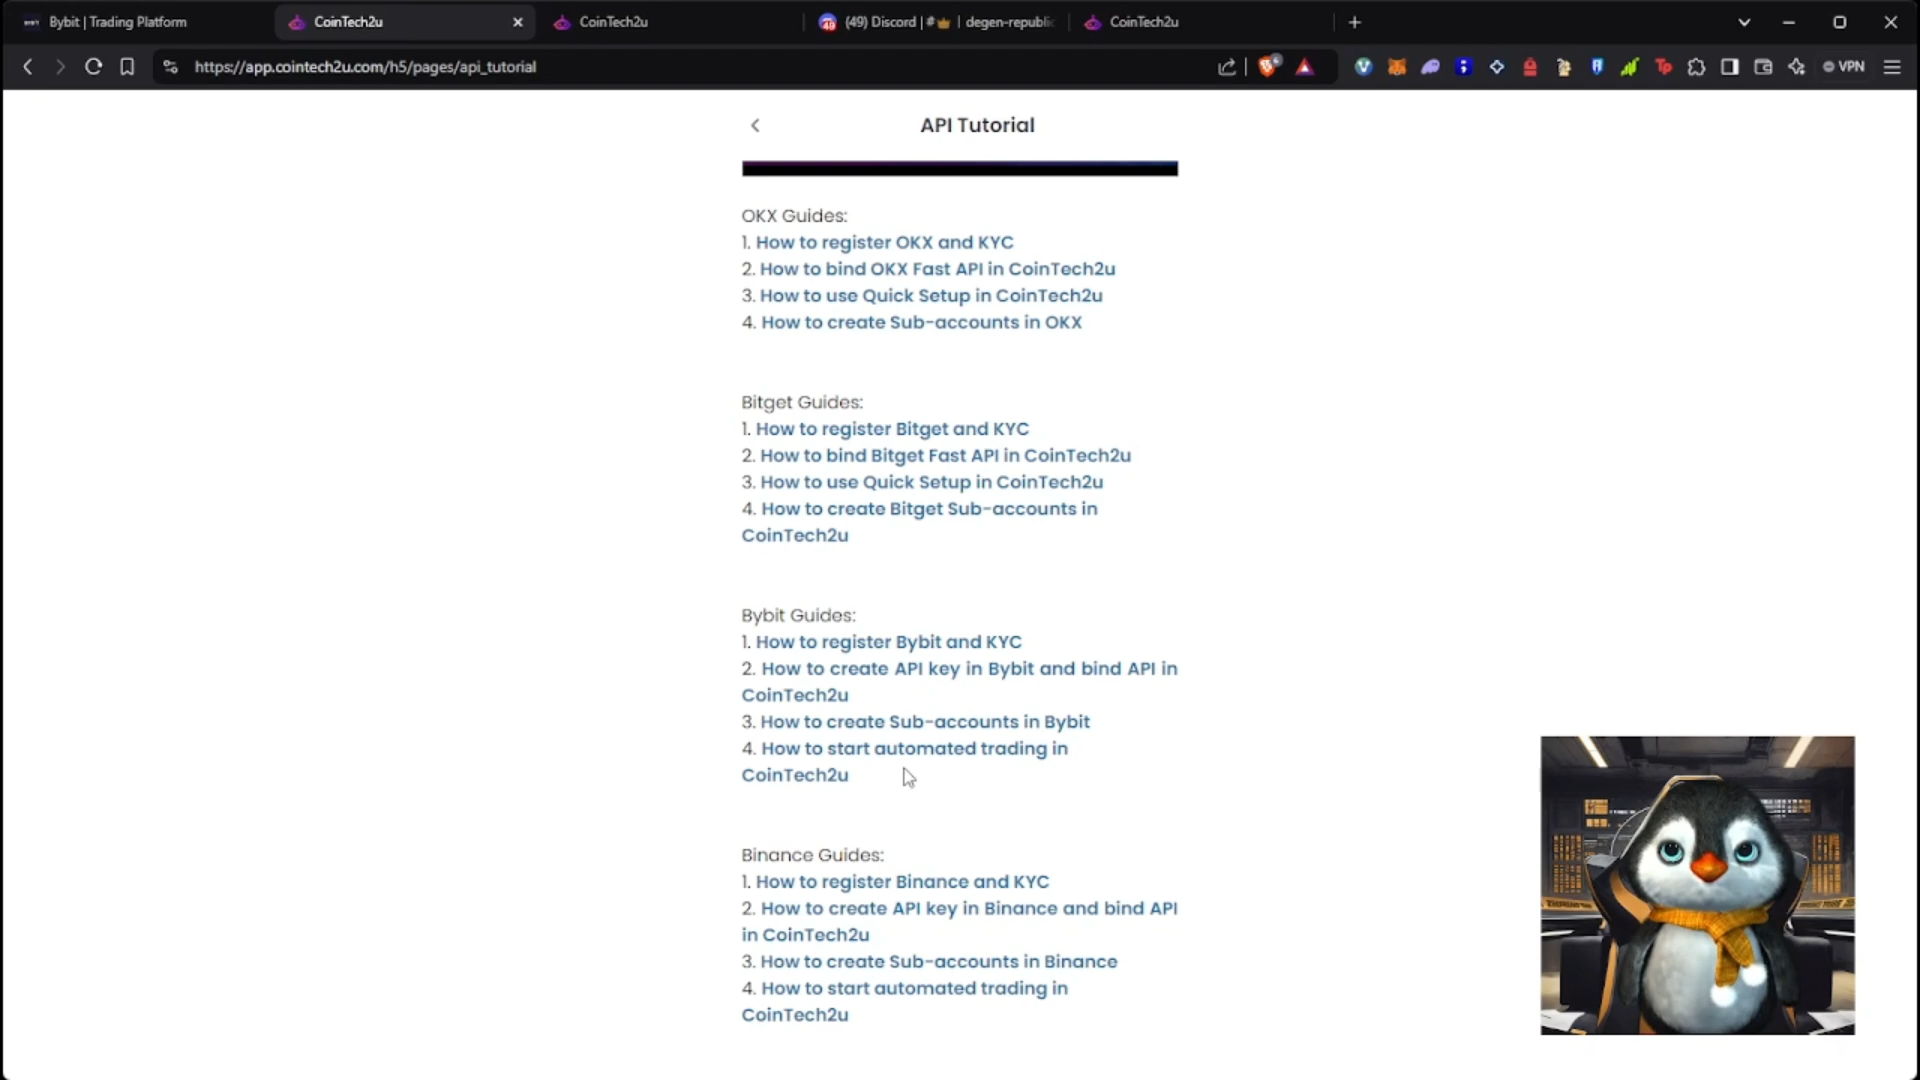 Bybit | Trading Platform
CoinTech2u
CoinTech2u
(49) Discord | #👑 | degen-republic
CoinTech2u
https://app.cointech2u.com/h5/pages/api_tutorial
VPN
API Tutorial
OKX Guides:
1. How to register OKX and KYC
2. How to bind OKX Fast API in CoinTech2u
3. How to use Quick Setup in CoinTech2u
4. How to create Sub-accounts in OKX
Bitget Guides:
1. How to register Bitget and KYC
2. How to bind Bitget Fast API in CoinTech2u
3. How to use Quick Setup in CoinTech2u
4. How to create Bitget Sub-accounts in
CoinTech2u
Bybit Guides:
1. How to register Bybit and KYC
2. How to create API key in Bybit and bind API in
CoinTech2u
3. How to create Sub-accounts in Bybit
4. How to start automated trading in
CoinTech2u
Binance Guides:
1. How to register Binance and KYC
2. How to create API key in Binance and bind API
in CoinTech2u
3. How to create Sub-accounts in Binance
4. How to start automated trading in
CoinTech2u